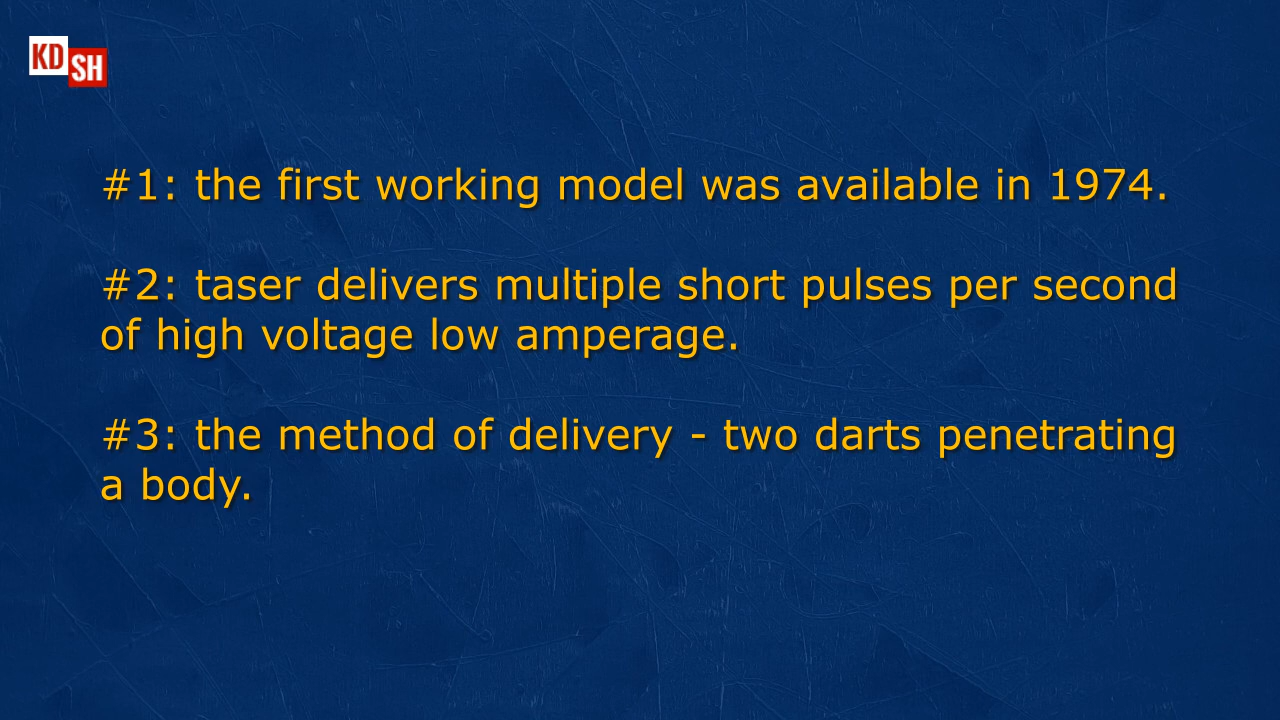 KD
SH
#1: the first working model was available in 1974.
#2: taser delivers multiple short pulses per second
of high voltage low amperage.
#3: the method of delivery - two darts penetrating
a body.